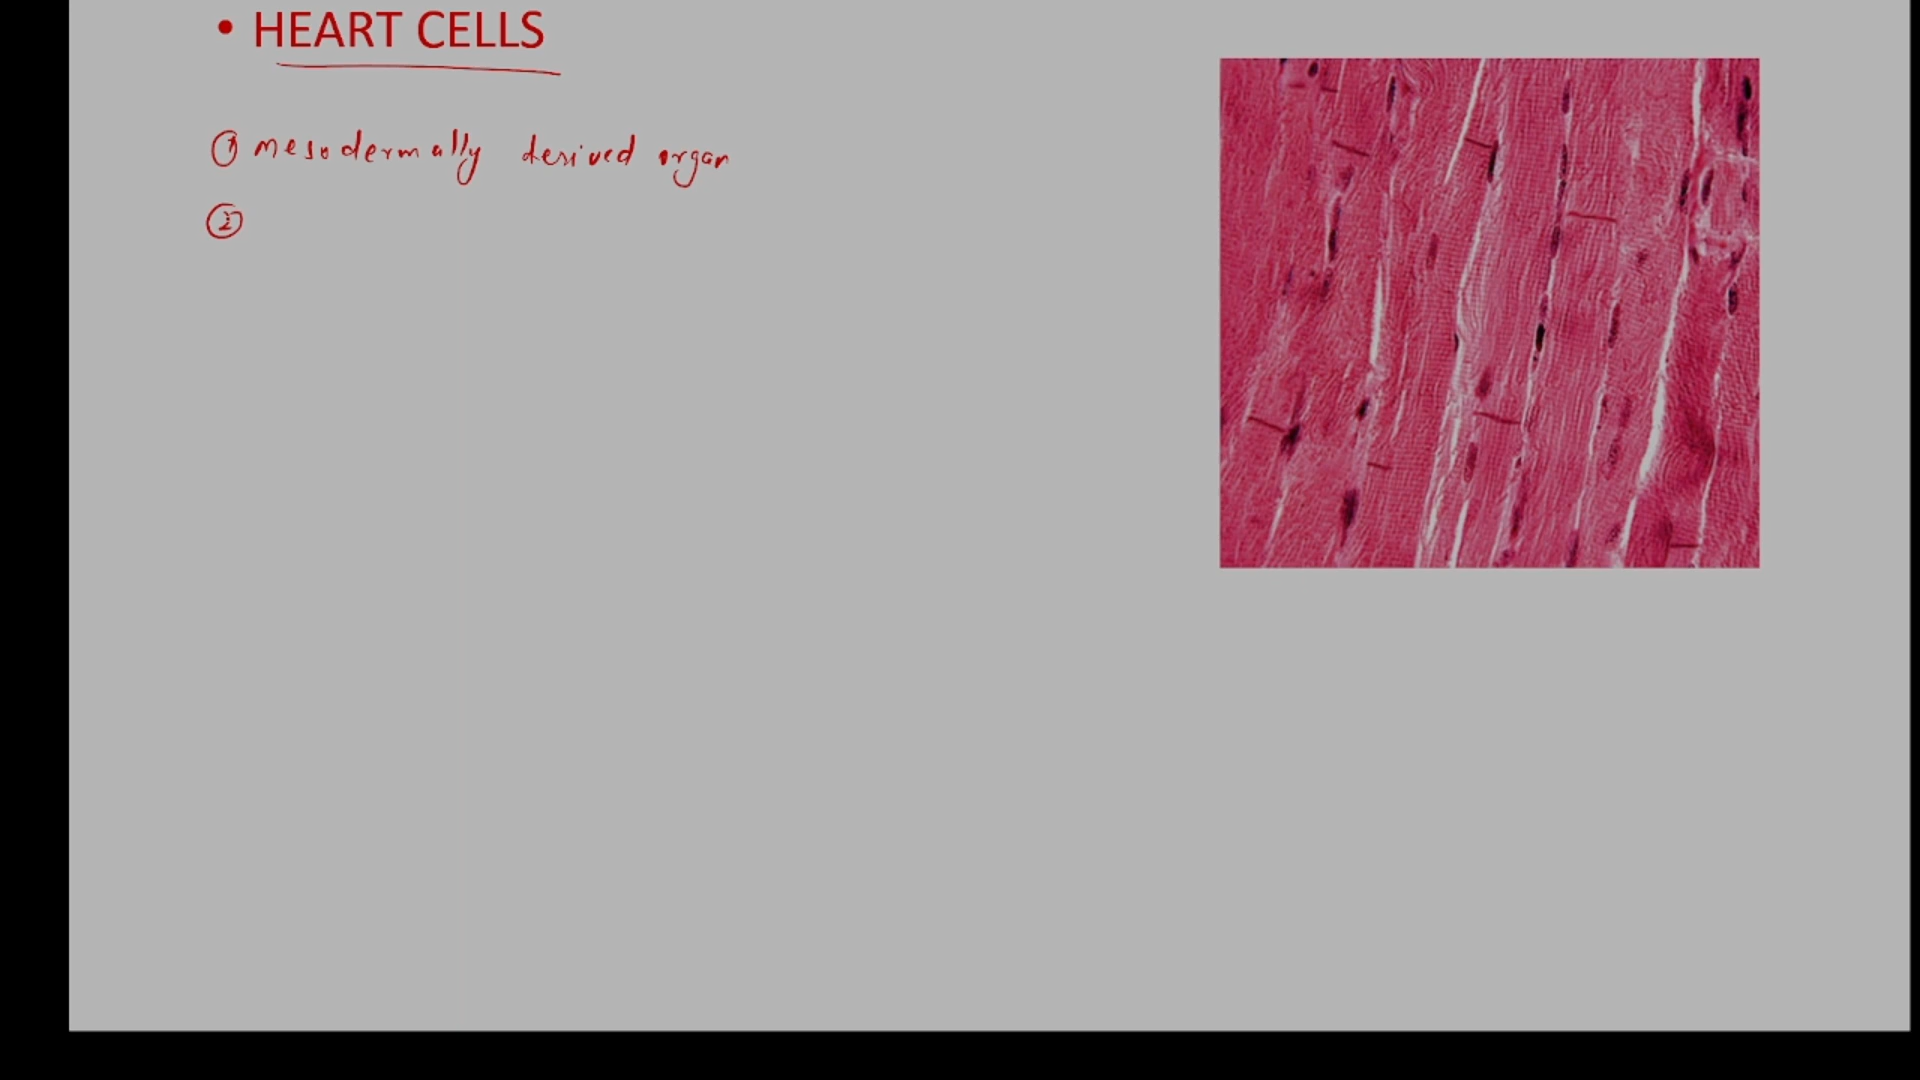 • HEART CELLS
① mesodermally derived organ
②